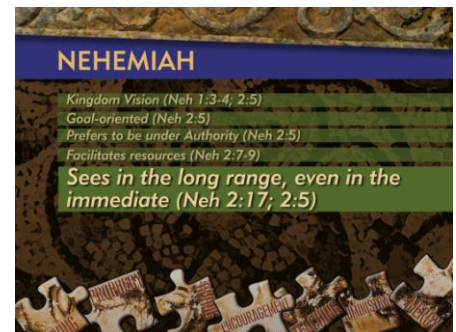 NEHEMIAH
Kingdom Vision (Neh 1:3-4; 2:5)
Goal-oriented (Neh 2:5)
Prefers to be under Authority (Neh 2:5)
Facilitates resources (Neh 2:7-9)
Sees in the long range, even in the
immediate (Neh 2:17; 2:5)
ENCOURAGEMENT